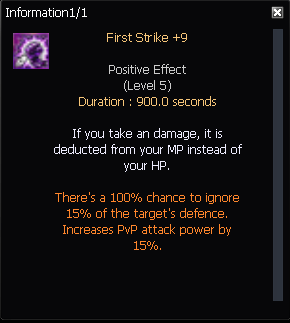 Information1/1
First Strike +9
Positive Effect
(Level 5)
Duration : 900.0 seconds
If you take an damage, it is
deducted from your MP instead of
your HP.
There's a 100% chance to ignore
15% of the target's defence.
Increases PvP attack power by
15%.